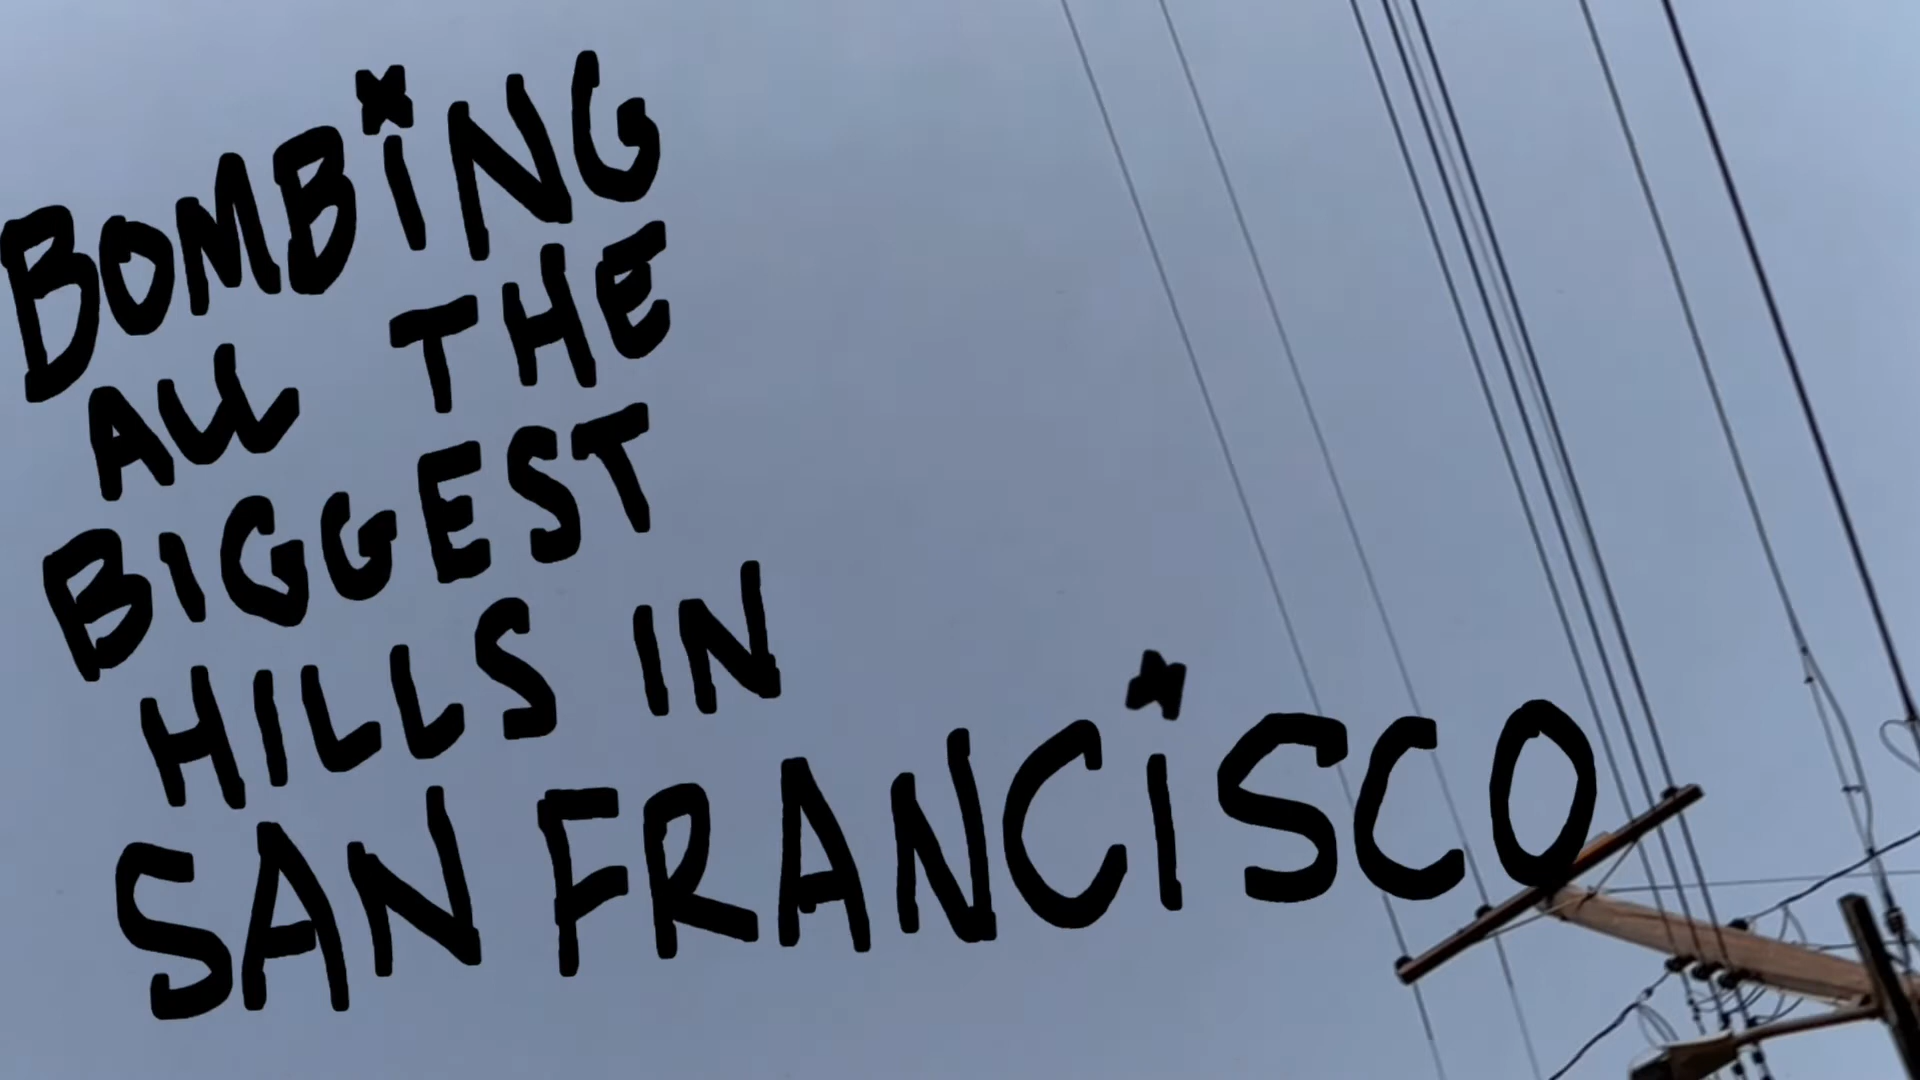 BOMBiNG
ALL THE
BIGGEST
HILLS IN
SAN FRANCiSCO